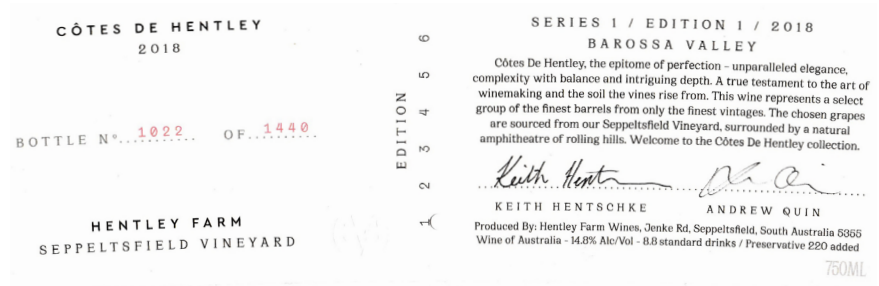 CÔTES DE HENTLEY
2018
BOTTLE Nº. 1022 OF 1440
HENTLEY FARM
SEPPELTSFIELD VINEYARD
EDITION 1 2 3 4 5 6
SERIES 1 / EDITION 1 / 2018
BAROSSA VALLEY
Côtes De Hentley, the epitome of perfection – unparalleled elegance,
complexity with balance and intriguing depth. A true testament to the art of
winemaking and the soil the vines rise from. This wine represents a select
group of the finest barrels from only the finest vintages. The chosen grapes
are sourced from our Seppeltsfield Vineyard, surrounded by a natural
amphitheatre of rolling hills. Welcome to the Côtes De Hentley collection.
KEITH HENTSCHKE
ANDREW QUIN
Produced By: Hentley Farm Wines, Jenke Rd, Seppeltsfield, South Australia 5355
Wine of Australia - 14.8% Alc/Vol - 8.8 standard drinks / Preservative 220 added
750ML